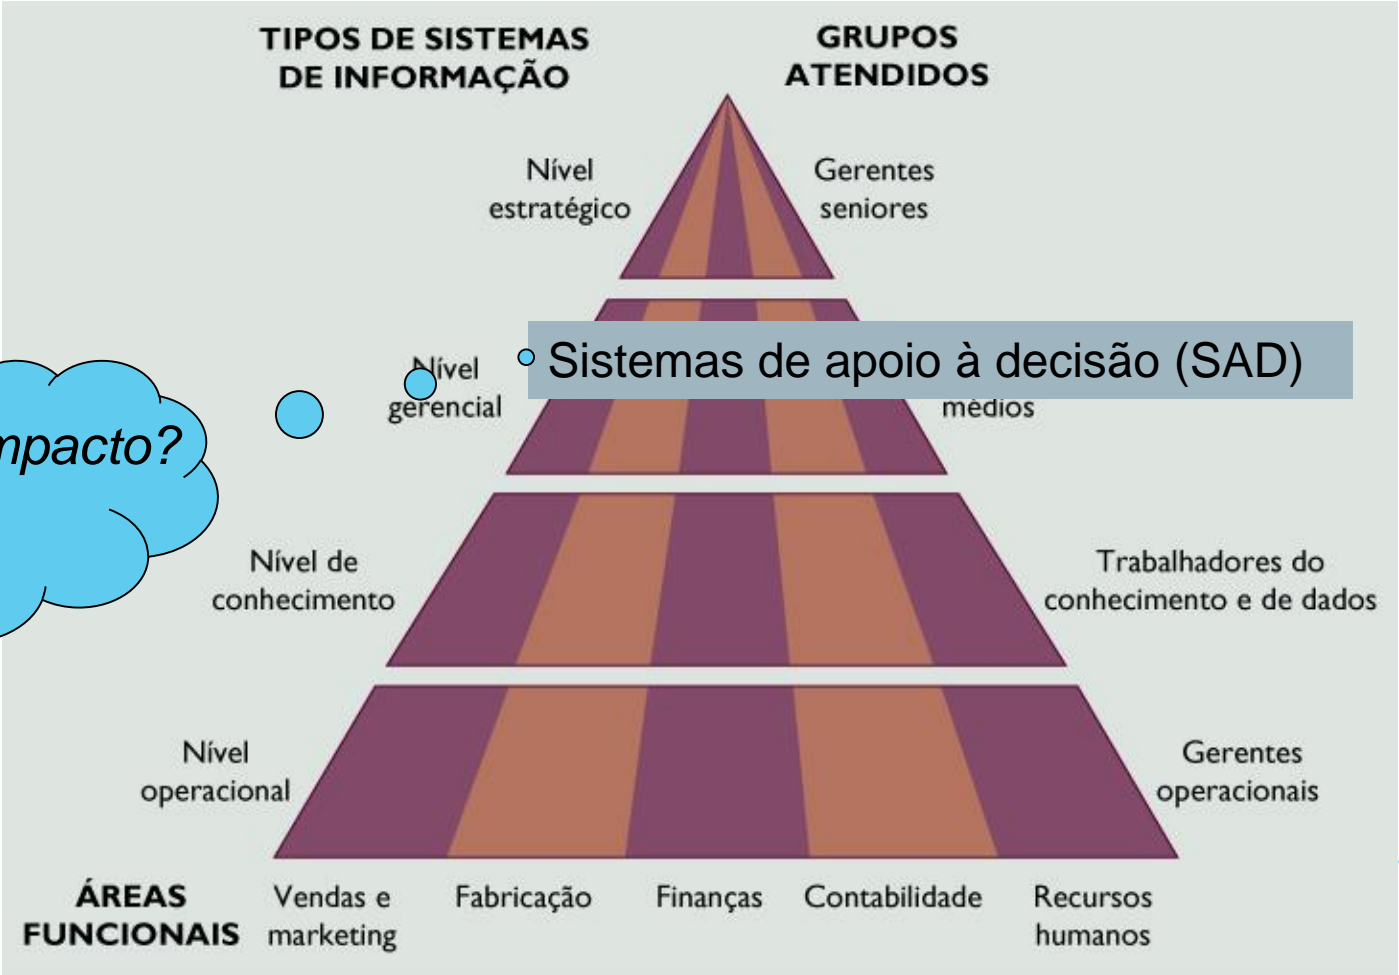 TIPOS DE SISTEMAS
DE INFORMAÇÃO
GRUPOS
ATENDIDOS
Nível
estratégico
Gerentes
seniores
Nível
gerencial
Sistemas de apoio à decisão (SAD)
médios
mpacto?
Nível de
conhecimento
Trabalhadores do
conhecimento e de dados
Nível
operacional
Gerentes
operacionais
ÁREAS
FUNCIONAIS
Vendas e
marketing
Fabricação
Finanças
Contabilidade
Recursos
humanos